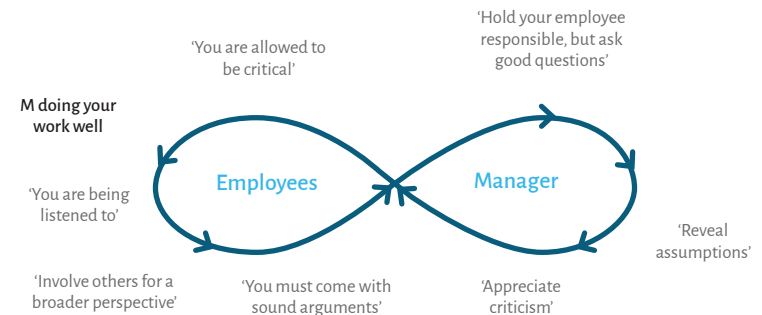 ‘Hold your employee
responsible, but ask
good questions’
‘You are allowed to
be critical’
M doing your
work well
Employees
Manager
‘You are being
listened to’
‘Reveal
assumptions’
‘Involve others for a
broader perspective’
‘You must come with
sound arguments’
‘Appreciate
criticism’